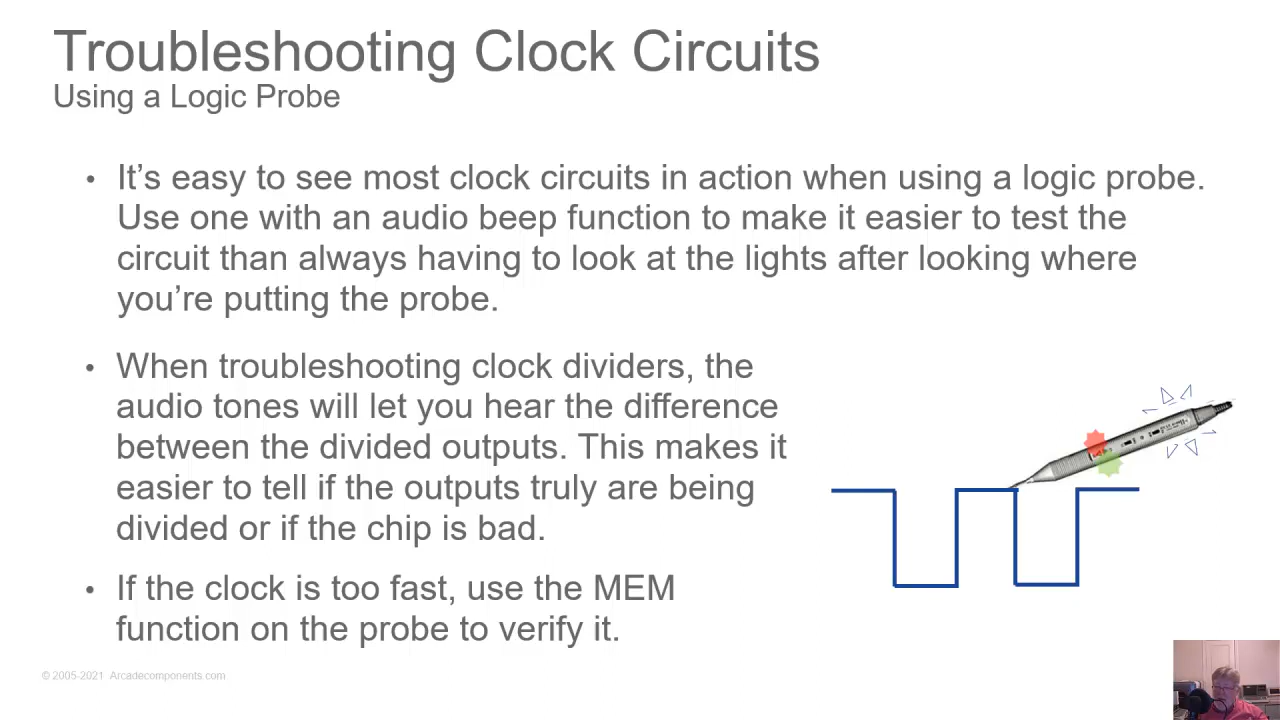 Troubleshooting Clock Circuits
Using a Logic Probe
• It’s easy to see most clock circuits in action when using a logic probe.
Use one with an audio beep function to make it easier to test the
circuit than always having to look at the lights after looking where
you’re putting the probe.
• When troubleshooting clock dividers, the
audio tones will let you hear the difference
between the divided outputs. This makes it
easier to tell if the outputs truly are being
divided or if the chip is bad.
• If the clock is too fast, use the MEM
function on the probe to verify it.
© 2005-2021 Arcadecomponents.com